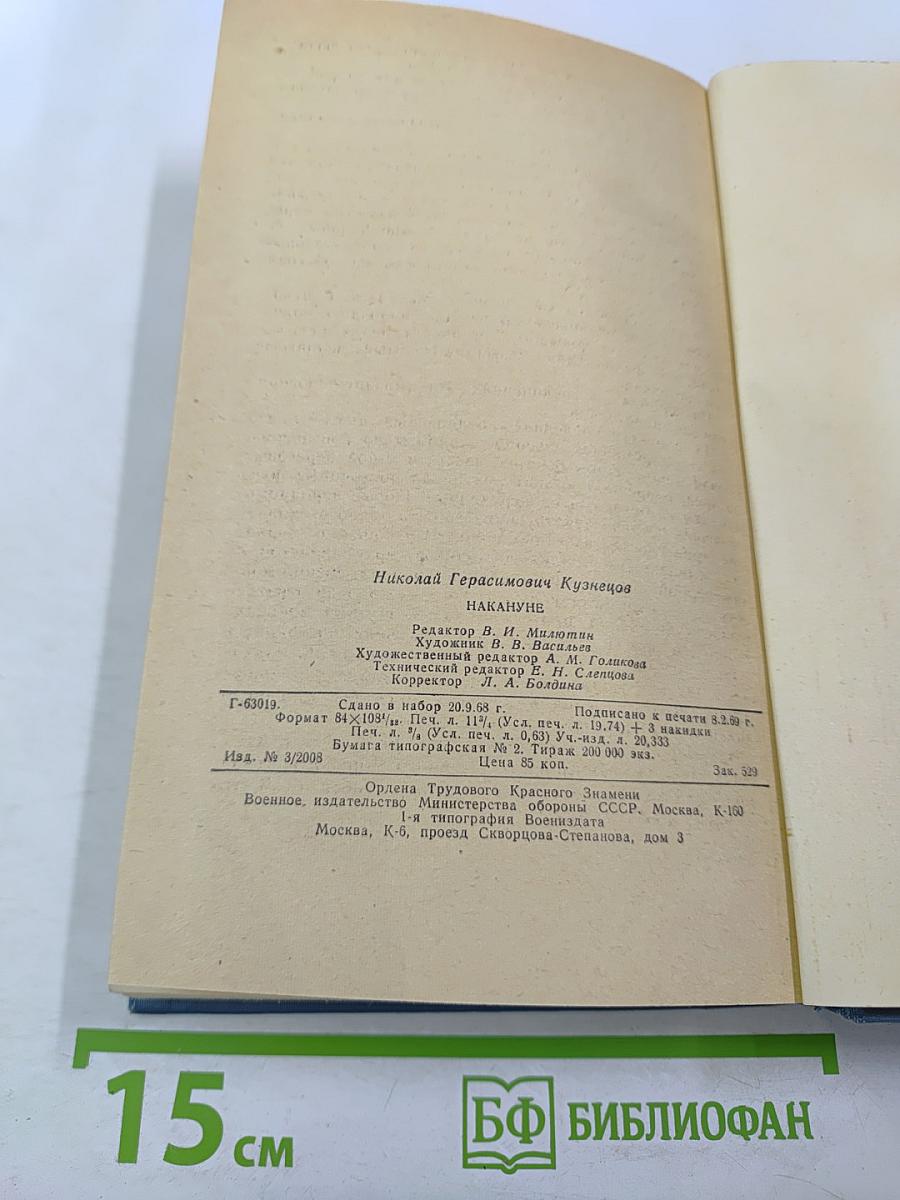 Николай Герасимович Кузнецов
НАКАНУНЕ
Редактор В. И. Милютин
Художник В. В. Васильев
Художественный редактор А. М. Голикова
Технический редактор Е. Н. Слепцова
Корректор Л. А. Болдина
Г-63019. Сдано в набор 20.9.68 г. Подписано к печати 8.2.69 г.
Формат 84×108¹/₃₂. Печ. л. 11³/₄ (Усл. печ. л. 19,74) + 3 накидки
Печ. л. ³/₈ (Усл. печ. л. 0,63) Уч.-изд. л. 20,333
Бумага типографская № 2. Тираж 200 000 экз.
Изд. № 3/2008 Цена 85 коп. Зак. 529
Ордена Трудового Красного Знамени
Военное издательство Министерства обороны СССР. Москва, К-160
1-я типография Воениздата
Москва, К-6, проезд Скворцова-Степанова, дом 3
15 см
БФ БИБЛИОФАН